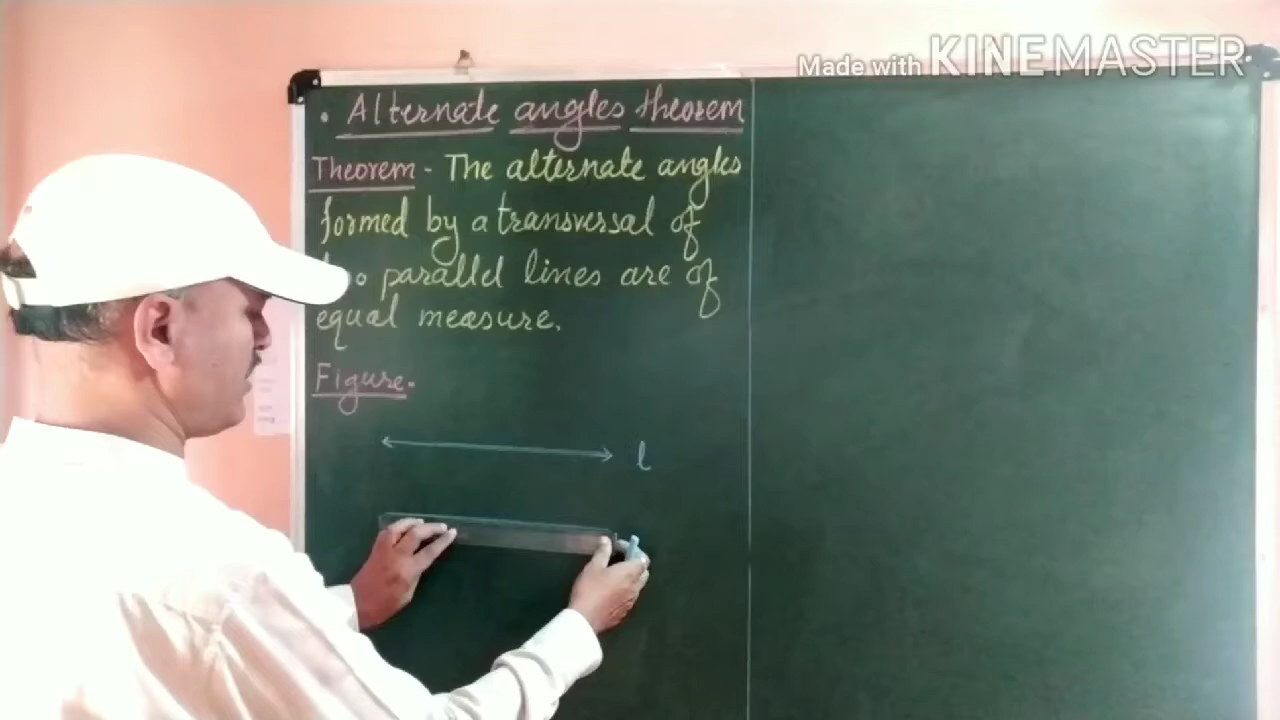 Made with KINEMASTER
. Alternate angles theorem
Theorem - The alternate angles
formed by a transversal of
two parallel lines are of
equal measure.
Figure-
l